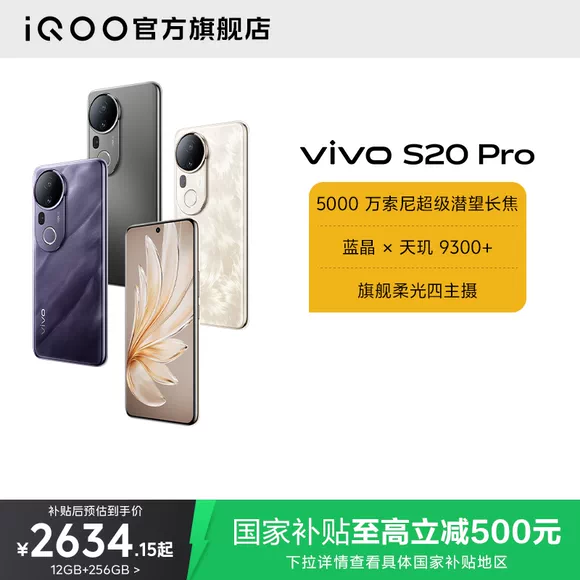 iQOO官方旗舰店
vivo S20 Pro
5000 万索尼超级潜望长焦
蓝晶 × 天玑 9300+
旗舰柔光四主摄
vivo
补贴后预估到手价
¥2634.15起
12GB+256GB >
国家补贴至高立减500元
下拉详情查看具体国家补贴地区